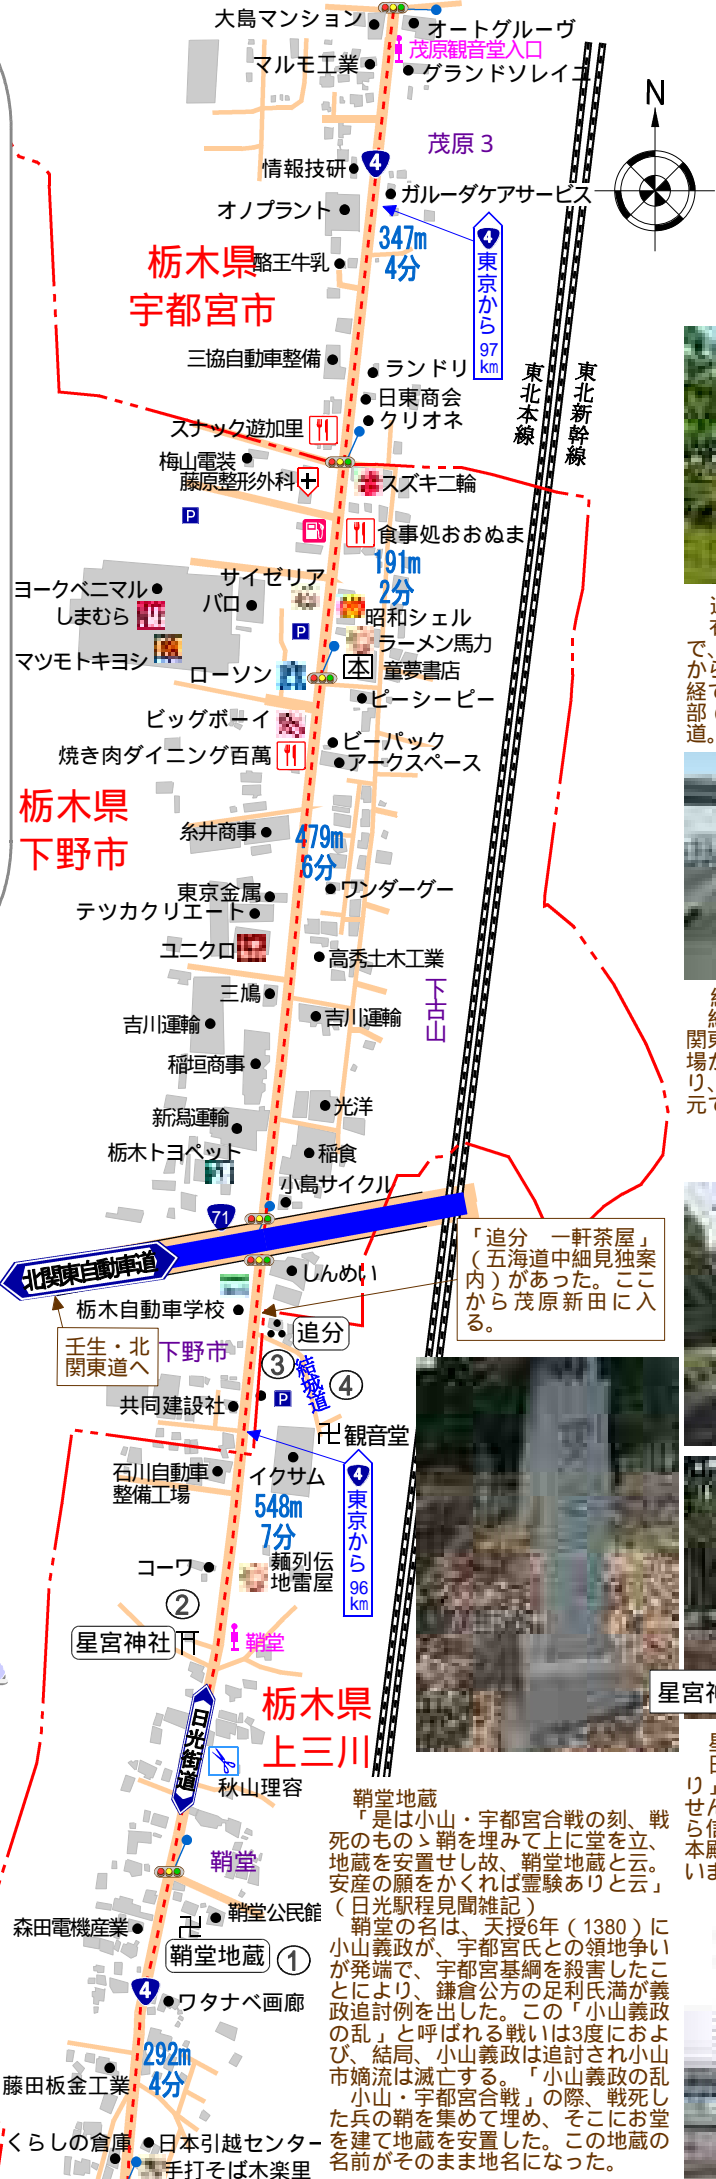 大島マンション
オートグルーヴ
茂原観音堂入口
マルモ工業
グランドソレイユ
N
茂原3
4
情報技研
ガルーダケアサービス
オノプラント
347m
4分
4
東京から
97
km
栃木県
宇都宮市
酪王牛乳
三協自動車整備
ランドリ
東北本線
東北新幹線
日東商会
クリオネ
スナック遊加里
梅山電装
藤原整形外科
スズキ二輪
P
食事処おおぬま
191m
2分
ヨークベニマル
しまむら
サイゼリア
バロ
昭和シェル
P
ラーメン馬力
マツモトキヨシ
ローソン
本
童夢書店
ピーシーピー
ビッグボーイ
ビーパック
焼き肉ダイニング百萬
アークスペース
栃木県
下野市
糸井商事
479m
6分
東京金属
ワンダーグー
テツカクリエート
ユニクロ
高秀土木工業
下古山
三鳩
吉川運輸
吉川運輸
稲垣商事
光洋
新潟運輸
栃木トヨペット
稲食
小島サイクル
71
北関東自動車道
しんめい
「追分　一軒茶屋」
(五海道中細見独案
内)があった。ここ
から茂原新田に入
る。
栃木自動車学校
追分
壬生・北
関東道へ
下野市
③
結城道
④
P
共同建設社
卍観音堂
石川自動車
整備工場
イクサム
548m
7分
4
東京から
96
km
コーワ
麺列伝
地雷屋
②
星宮神社
鞘堂
栃木県
上三川
日光街道
秋山理容
鞘堂
森田電機産業
卍
鞘堂公民館
鞘堂地蔵
①
4
ワタナベ画廊
292m
4分
藤田板金工業
くらしの倉庫
日本引越センター
手打そば木楽里
鞘堂地蔵
「是は小山・宇都宮合戦の刻、戦
死のものゝ鞘を埋みて上に堂を立、
地蔵を安置せし故、鞘堂地蔵と云。
安産の願をかくれば霊験ありと云」
(日光駅程見聞雑記)
鞘堂の名は、天授6年(1380)に
小山義政が、宇都宮氏との領地争い
が発端で、宇都宮基綱を殺害したこ
とにより、鎌倉公方の足利氏満が義
政追討例を出した。この「小山義政
の乱」と呼ばれる戦いは3度におよ
び、結局、小山義政は追討され小山
市嫡流は滅亡する。「小山義政の乱
小山・宇都宮合戦」の際、戦死し
た兵の鞘を集めて埋め、そこにお堂
を建て地蔵を安置した。この地蔵の
名前がそのまま地名になった。
で、
か
経て
部(
道。
関東
場が
り、
元で
星宮神
り」
せん
ら信
本殿
いま